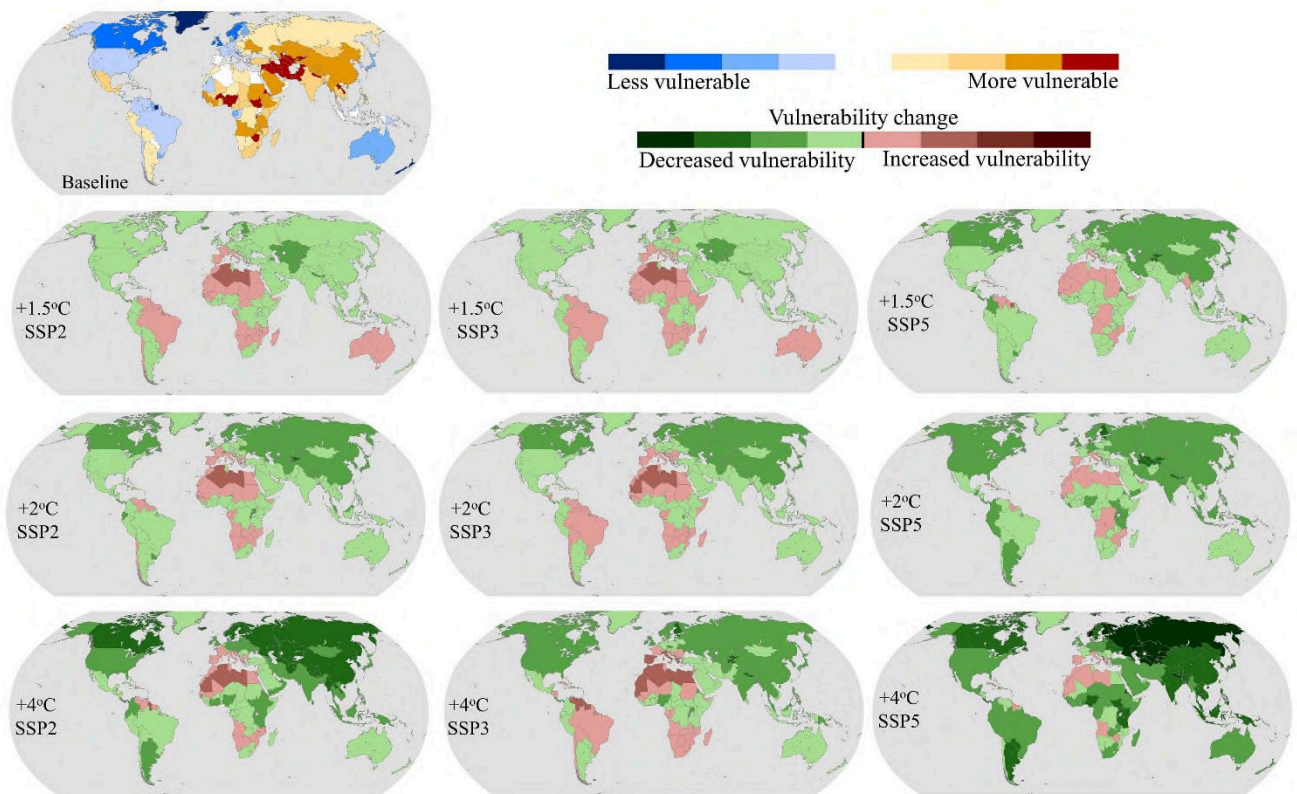 Less vulnerable
More vulnerable
Vulnerability change
Decreased vulnerability
Increased vulnerability
Baseline
+1.5°C
SSP2
+1.5°C
SSP3
+1.5°C
SSP5
+2°C
SSP2
+2°C
SSP3
+2°C
SSP5
+4°C
SSP2
+4°C
SSP3
+4°C
SSP5